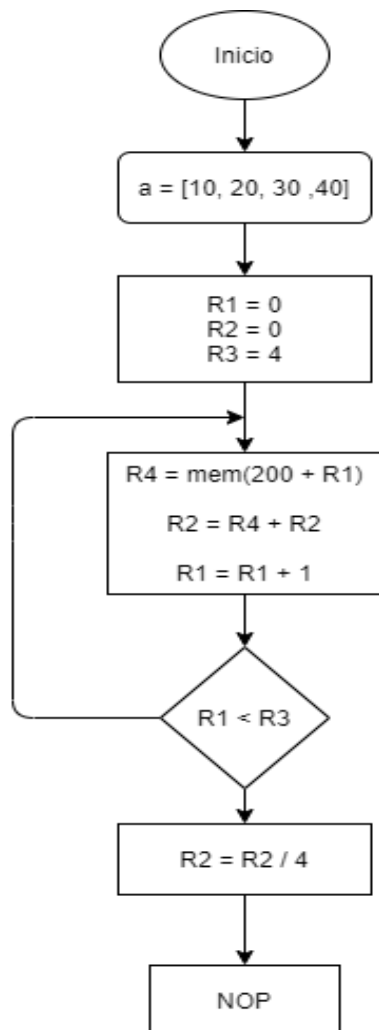 Inicio
a = [10, 20, 30 ,40]
R1 = 0
R2 = 0
R3 = 4
R4 = mem(200 + R1)
R2 = R4 + R2
R1 = R1 + 1
R1 < R3
R2 = R2 / 4
NOP